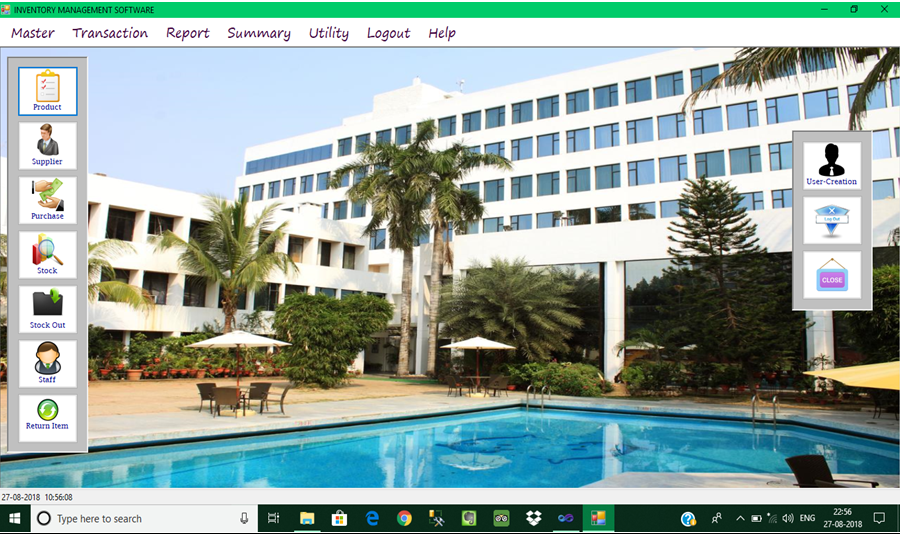 INVENTORY MANAGEMENT SOFTWARE
Master Transaction Report Summary Utility Logout Help
Product
Supplier
Purchase
Stock
Stock Out
Staff
Return Item
User-Creation
Log Out
CLOSE
27-08-2018 10:56:08
Type here to search
ENG
22:56
27-08-2018